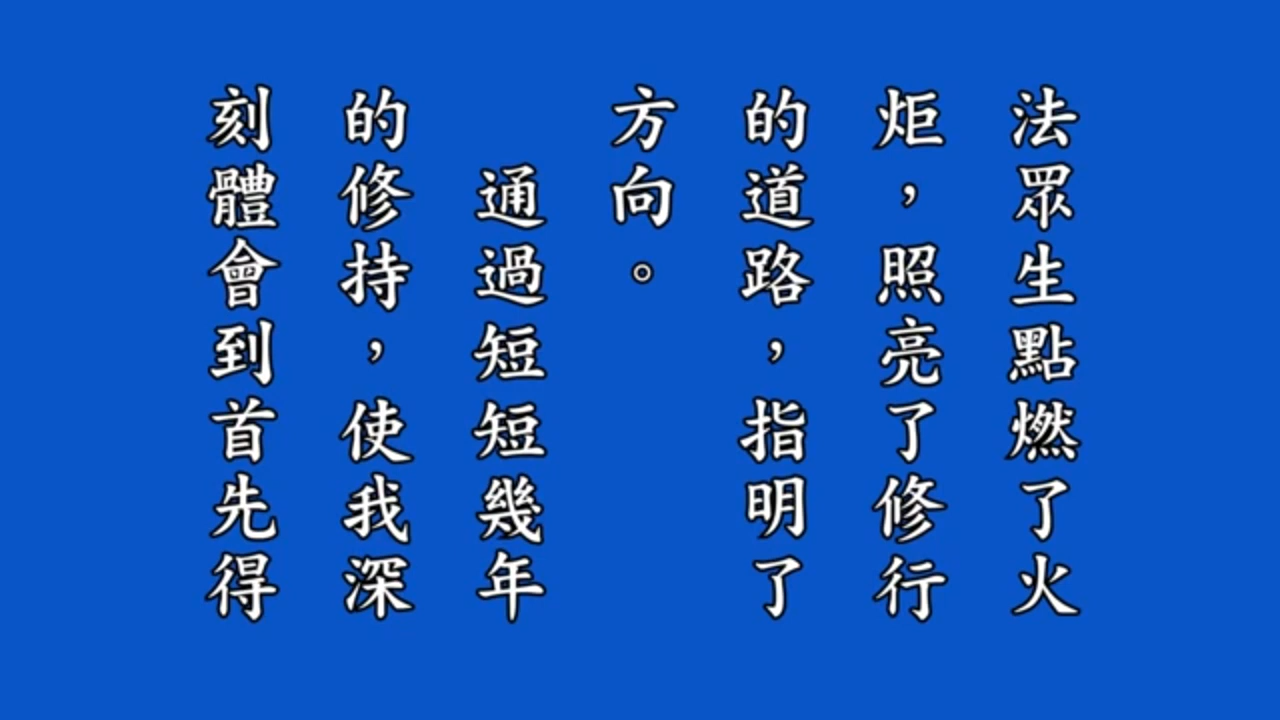 法眾生點燃了火
炬，照亮了修行
的道路，指明了
方向。
通過短短幾年
的修持，使我深
刻體會到首先得